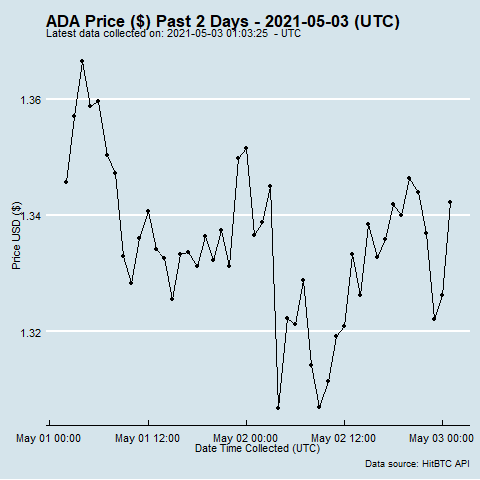 ADA Price ($) Past 2 Days - 2021-05-03 (UTC)
Latest data collected on: 2021-05-03 01:03:25 - UTC
1.36
1.34
1.32
Price USD ($)
May 01 00:00 May 01 12:00 May 02 00:00 May 02 12:00 May 03 00:00
Date Time Collected (UTC)
Data source: HitBTC API